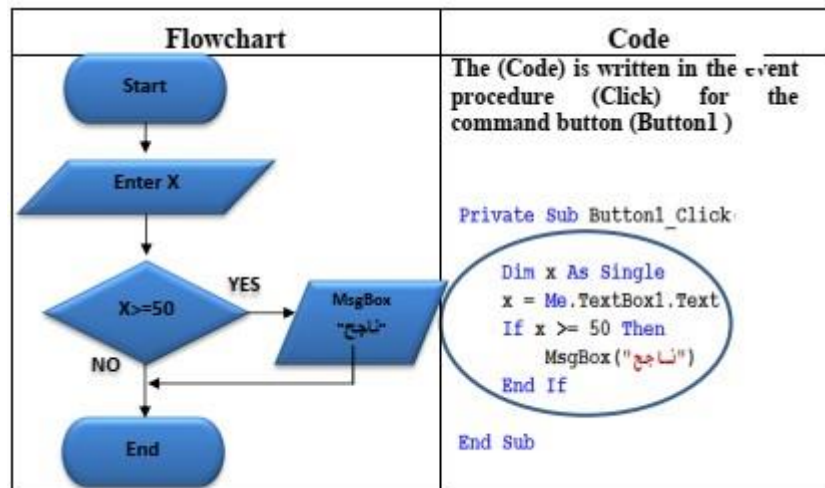 Flowchart
Code
Start
Enter X
X>=50
YES
NO
MsgBox
"ناجح"
End
The (Code) is written in the event
procedure (Click) for the
command button (Button1 )
Private Sub Button1_Click
Dim x As Single
x = Me.TextBox1.Text
If x >= 50 Then
MsgBox("ناجح")
End If
End Sub